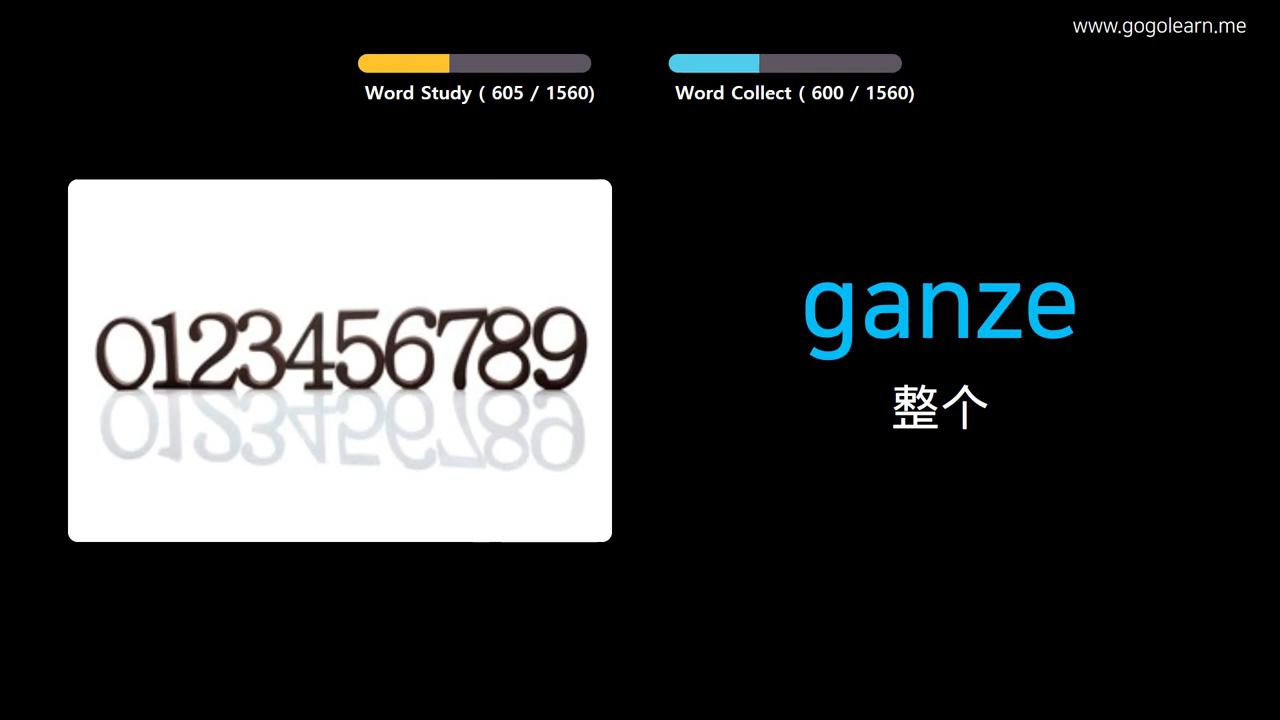 www.gogolearn.me
Word Study ( 605 / 1560)
Word Collect ( 600 / 1560)
0123456789
ganze
整个